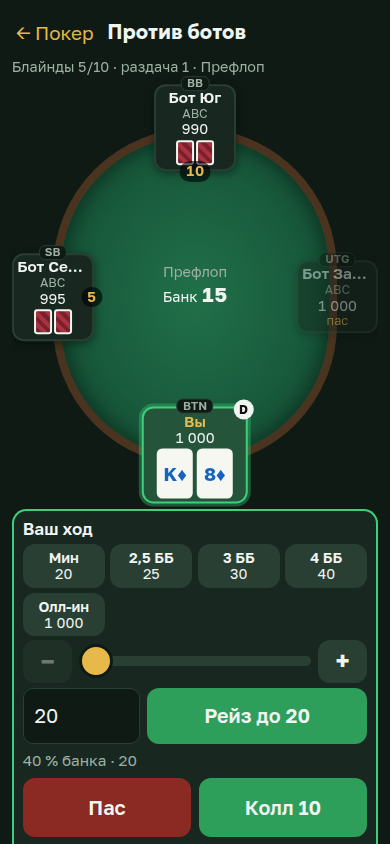 ← Покер Против ботов
Блайнды 5/10 · раздача 1 · Префлоп
BB
Бот Юг
ABC
990
10
SB
Бот Се...
ABC
995
5
UTG
Бот За...
ABC
1 000
пас
Префлоп
Банк 15
BTN
D
Вы
1 000
K♦ 8♦
Ваш ход
Мин
20
2,5 ББ
25
3 ББ
30
4 ББ
40
Олл-ин
1 000
− +
20 Рейз до 20
40 % банка · 20
Пас Колл 10